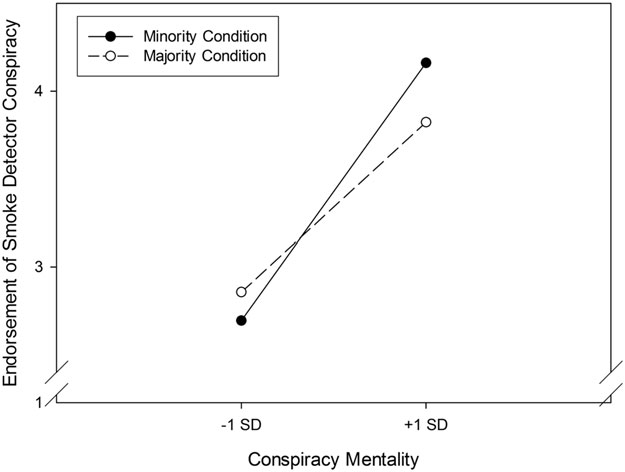 Minority Condition
Majority Condition
Endorsement of Smoke Detector Conspiracy
4
3
1
-1 SD
+1 SD
Conspiracy Mentality